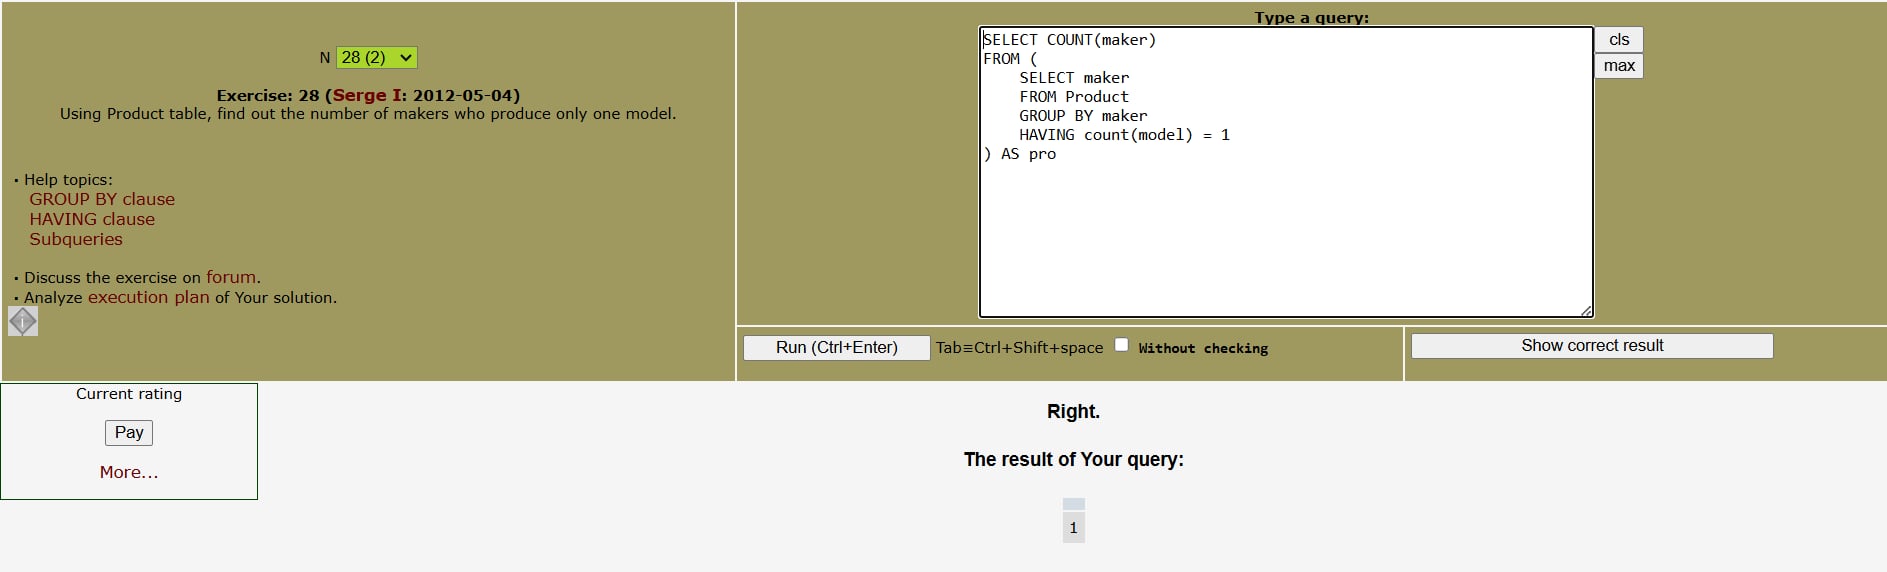 N 28 (2)
Exercise: 28 (Serge I: 2012-05-04)
Using Product table, find out the number of makers who produce only one model.
· Help topics:
GROUP BY clause
HAVING clause
Subqueries
· Discuss the exercise on forum.
· Analyze execution plan of Your solution.
i
Type a query:
SELECT COUNT(maker)
FROM (
    SELECT maker
    FROM Product
    GROUP BY maker
    HAVING count(model) = 1
) AS pro
cls
max
Run (Ctrl+Enter) Tab≡Ctrl+Shift+space Without checking
Show correct result
Current rating
Pay
More...
Right.
The result of Your query:
1